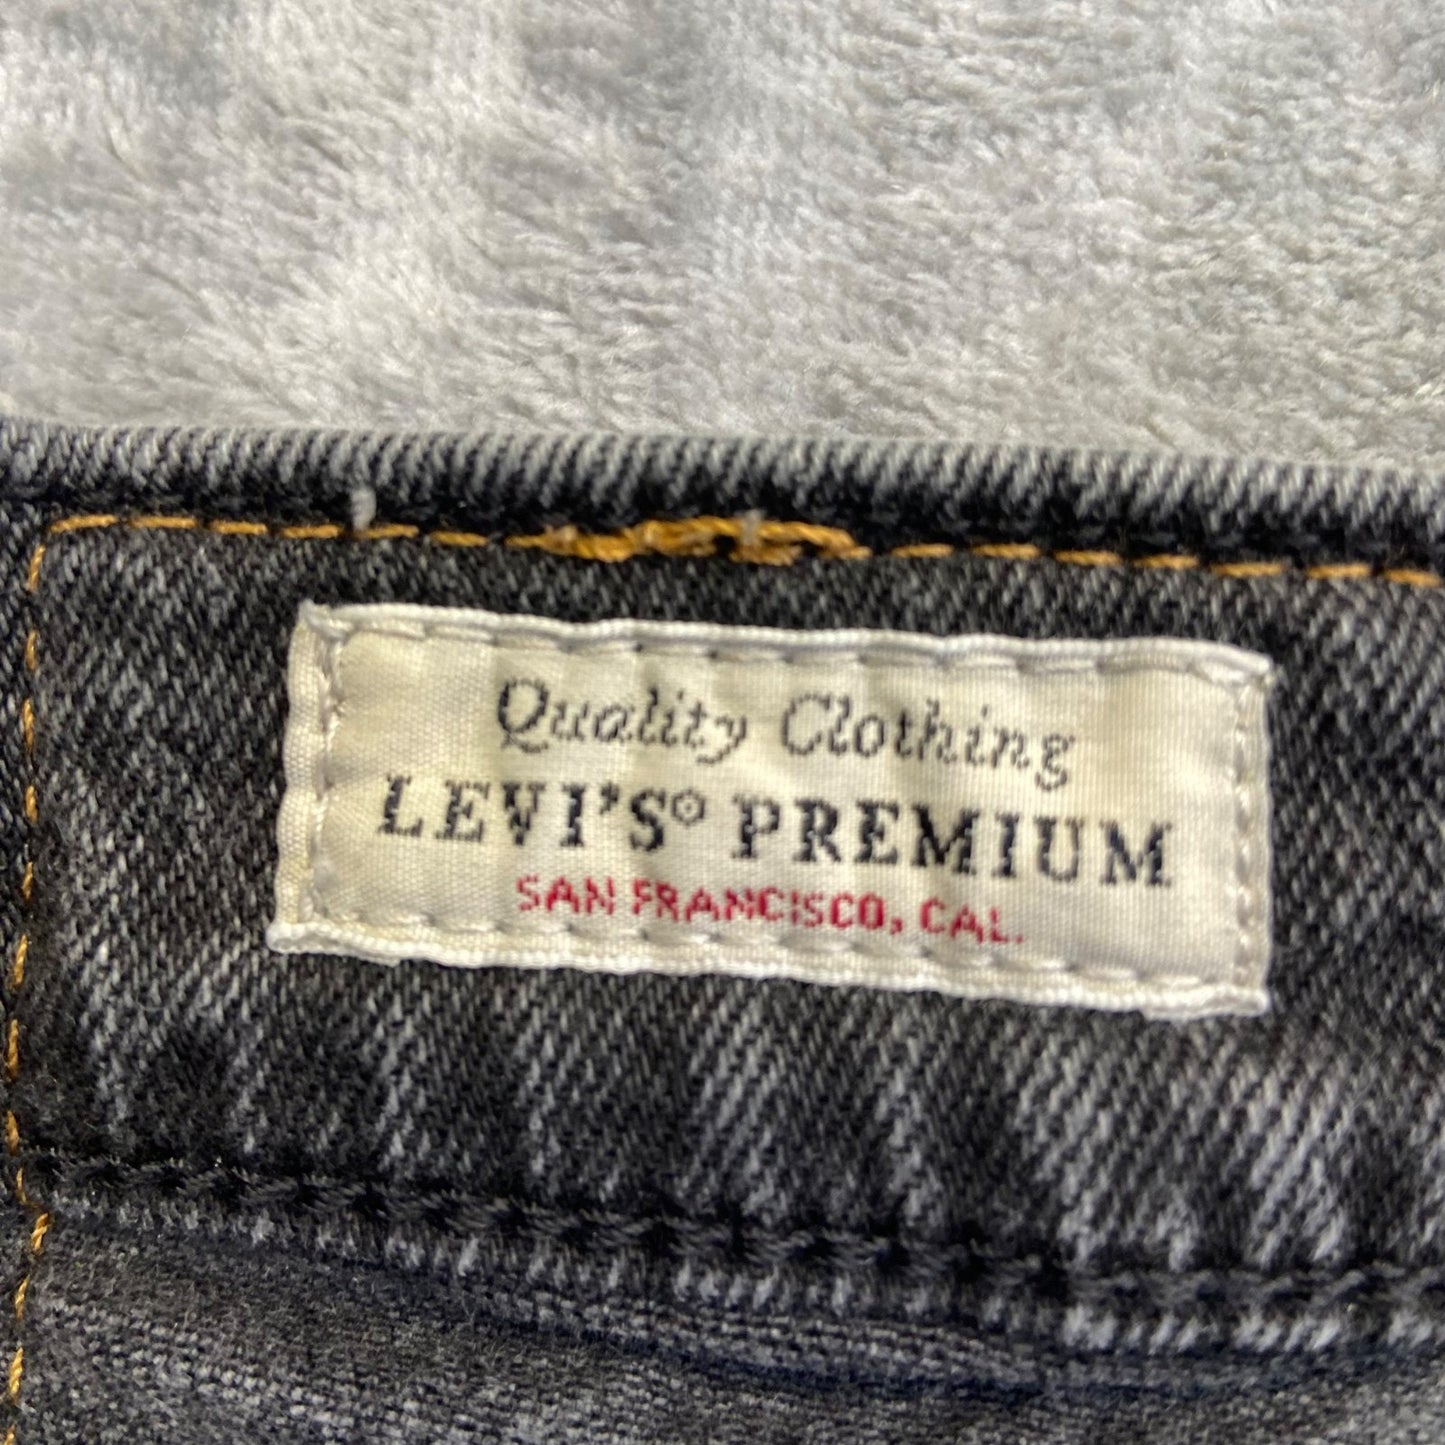 Quality Clothing
LEVI'S® PREMIUM
SAN FRANCISCO, CAL.